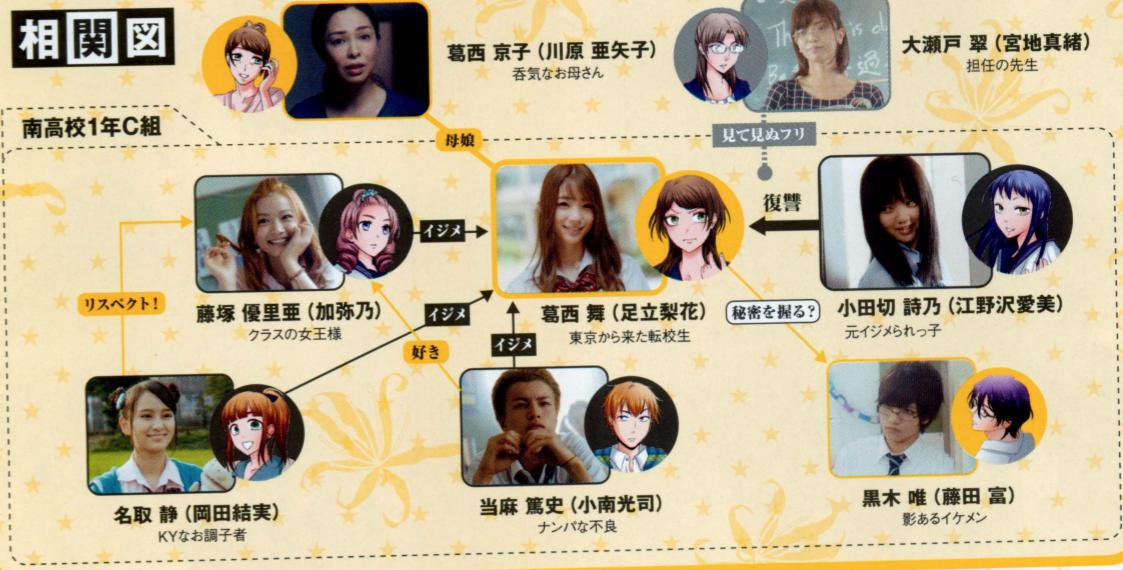 相関図
葛西 京子（川原 亜矢子）
呑気なお母さん
大瀬戸 翠（宮地真緒）
担任の先生
南高校1年C組
母娘
見て見ぬフリ
イジメ
復讐
リスペクト！
藤塚 優里亜（加弥乃）
クラスの女王様
イジメ
葛西 舞（足立梨花）
東京から来た転校生
秘密を握る？
小田切 詩乃（江野沢愛美）
元イジメられっ子
好き
イジメ
名取 静（岡田結実）
KYなお調子者
当麻 篤史（小南光司）
ナンパな不良
黒木 唯（藤田 富）
影あるイケメン